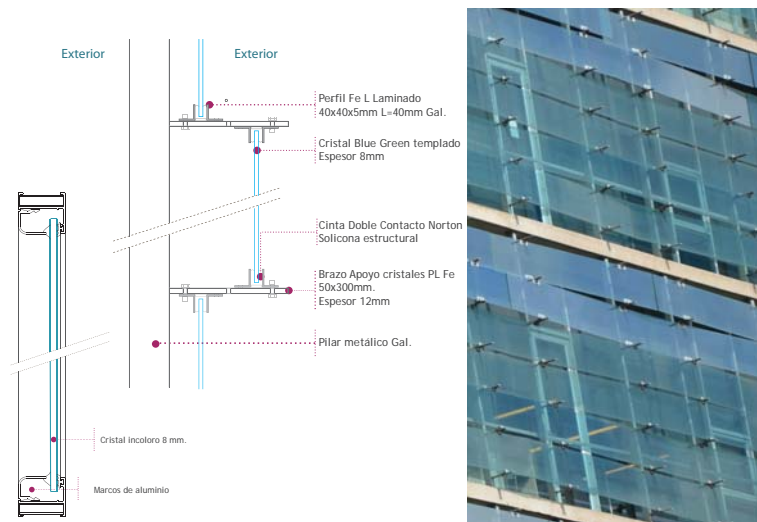 Exterior
Exterior
Perfil Fe L Laminado
40x40x5mm L=40mm Gal.
Cristal Blue Green templado
Espesor 8mm
Cinta Doble Contacto Norton
Solicona estructural
Brazo Apoyo cristales PL Fe
50x300mm.
Espesor 12mm
Pilar metálico Gal.
Cristal incoloro 8 mm.
Marcos de aluminio